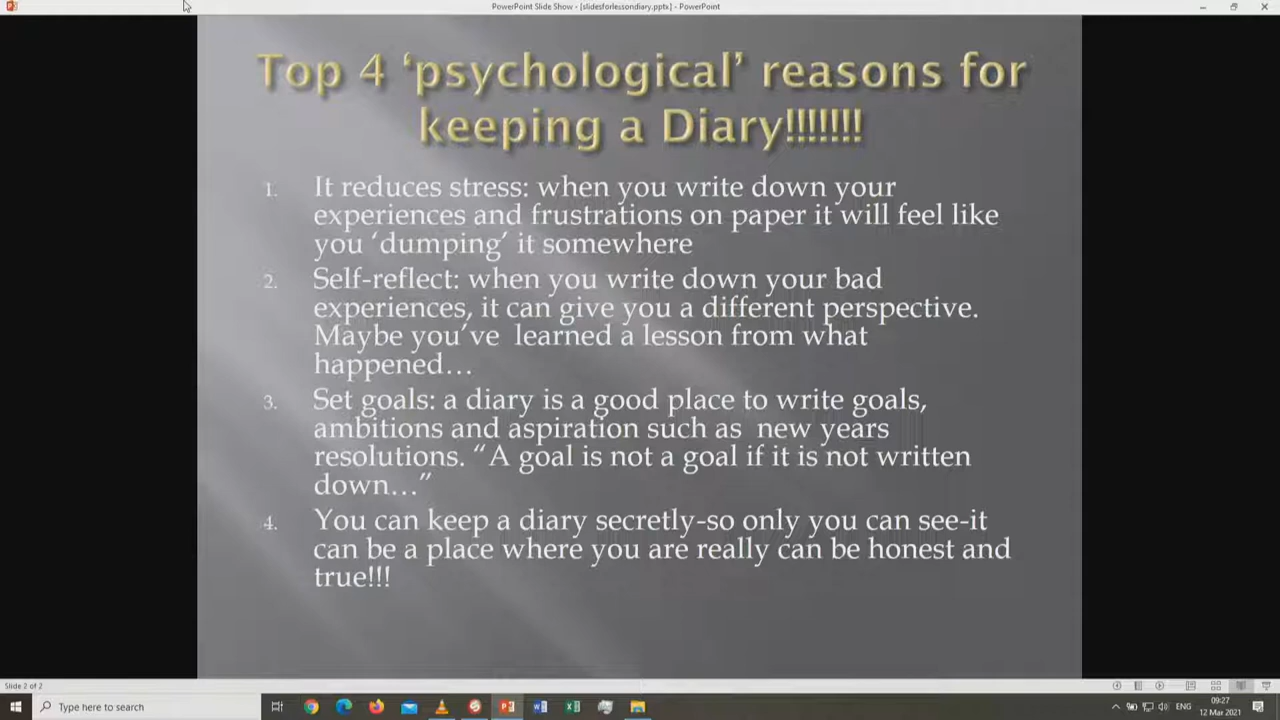 PowerPoint Slide Show - [slidesforlessondiary.pptx] - PowerPoint
Top 4 ‘psychological’ reasons for
keeping a Diary!!!!!!!
1. It reduces stress: when you write down your
experiences and frustrations on paper it will feel like
you ‘dumping’ it somewhere
2. Self-reflect: when you write down your bad
experiences, it can give you a different perspective.
Maybe you’ve  learned a lesson from what
happened…
3. Set goals: a diary is a good place to write goals,
ambitions and aspiration such as  new years
resolutions. “A goal is not a goal if it is not written
down…”
4. You can keep a diary secretly-so only you can see-it
can be a place where you are really can be honest and
true!!!
Slide 2 of 2
Type here to search
ENG
09:27
12 Mar 2021